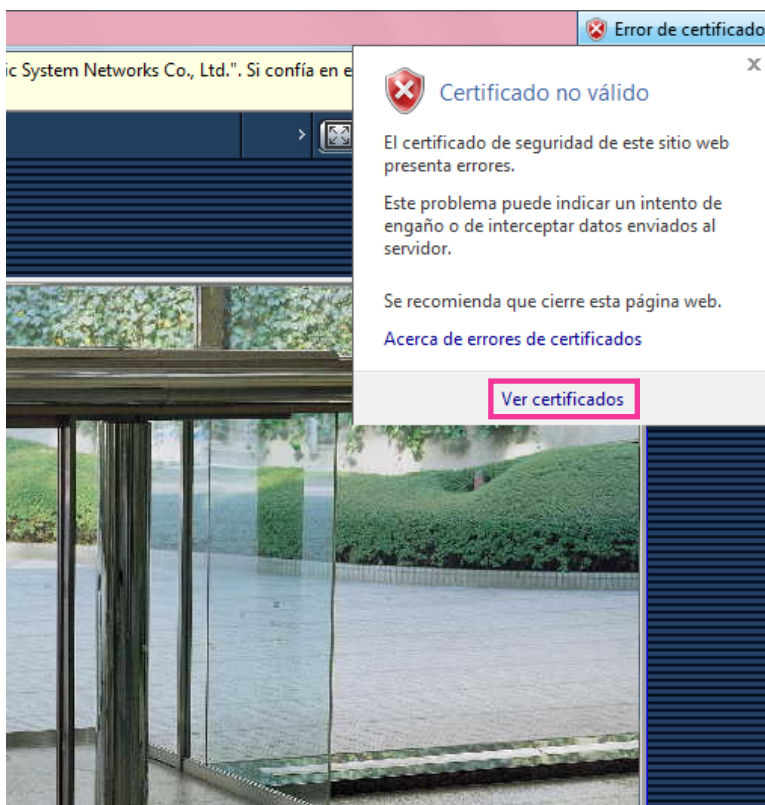 Error de certificado
ic System Networks Co., Ltd.". Si confía en e
Certificado no válido
El certificado de seguridad de este sitio web
presenta errores.
Este problema puede indicar un intento de
engaño o de interceptar datos enviados al
servidor.
Se recomienda que cierre esta página web.
Acerca de errores de certificados
Ver certificados